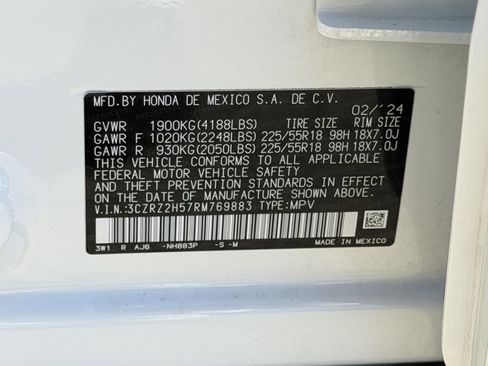 MFD.BY HONDA DE MEXICO S.A. DE C.V.
02/'24
GVWR 1900KG(4188LBS) TIRE SIZE RIM SIZE
GAWR F 1020KG(2248LBS) 225/55R18 98H 18X7.0J
GAWR R 930KG(2050LBS) 225/55R18 98H 18X7.0J
THIS VEHICLE CONFORMS TO ALL APPLICABLE
FEDERAL MOTOR VEHICLE SAFETY
AND THEFT PREVENTION STANDARDS IN EFFECT
ON THE DATE OF MANUFACTURE SHOWN ABOVE.
V.I.N.:3CZRZ2H57RM769883 TYPE:MPV
3W1 R AJ6 -NH883P -S -M
MADE IN MEXICO